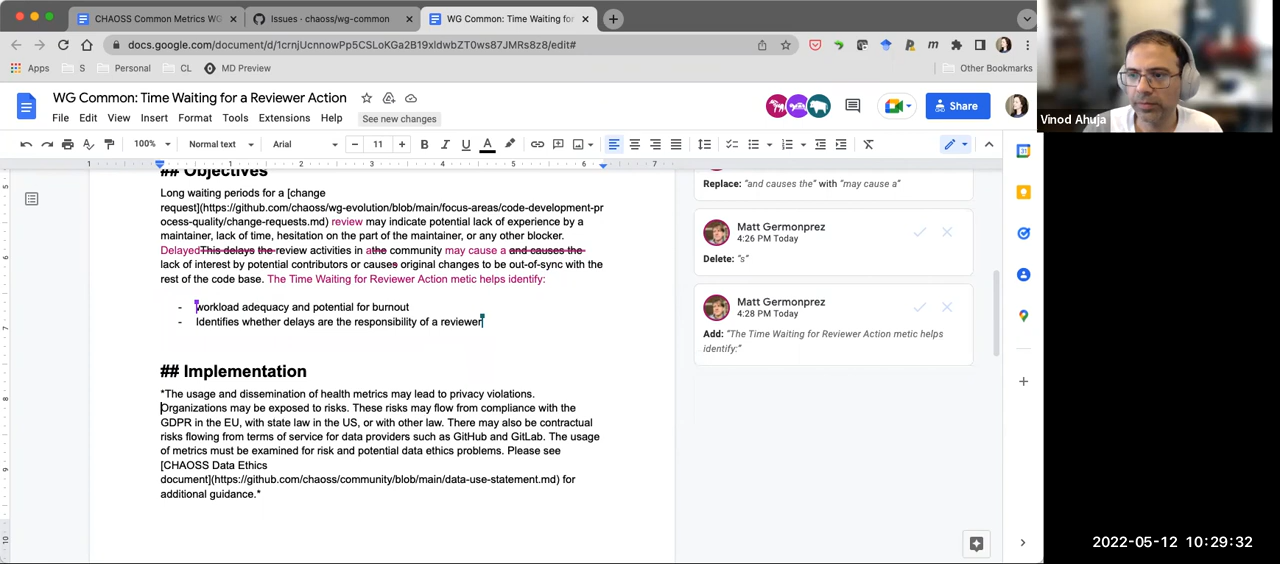 CHAOSS Common Metrics WO
Issues · chaoss/wg-common
WG Common: Time Waiting for
docs.google.com/document/d/1crnjUcnnowPp5CSLoKGa2B19xldwbZT0ws87JMRs8z8/edit#
Apps
S
Personal
CL
MD Preview
Other Bookmarks
WG Common: Time Waiting for a Reviewer Action
File Edit View Insert Format Tools Extensions Help
See new changes
Share
100%
Normal text
Arial
11
## Objectives
Long waiting periods for a [change
request](https://github.com/chaoss/wg-evolution/blob/main/focus-areas/code-development-pr
ocess-quality/change-requests.md) review may indicate potential lack of experience by a
maintainer, lack of time, hesitation on the part of the maintainer, or any other blocker.
DelayedThis delays the review activities in athe community may cause a and causes the
lack of interest by potential contributors or causes original changes to be out-of-sync with the
rest of the code base. The Time Waiting for Reviewer Action metic helps identify:
- workload adequacy and potential for burnout
- Identifies whether delays are the responsibility of a reviewer
## Implementation
*The usage and dissemination of health metrics may lead to privacy violations.
Organizations may be exposed to risks. These risks may flow from compliance with the
GDPR in the EU, with state law in the US, or with other law. There may also be contractual
risks flowing from terms of service for data providers such as GitHub and GitLab. The usage
of metrics must be examined for risk and potential data ethics problems. Please see
[CHAOSS Data Ethics
document](https://github.com/chaoss/community/blob/main/data-use-statement.md) for
additional guidance.*
Replace: “and causes the” with “may cause a”
Matt Germonprez
4:26 PM Today
Delete: “s”
Matt Germonprez
4:28 PM Today
Add: “The Time Waiting for Reviewer Action metic helps
identify:”
Vinod Ahuja
2022-05-12 10:29:32